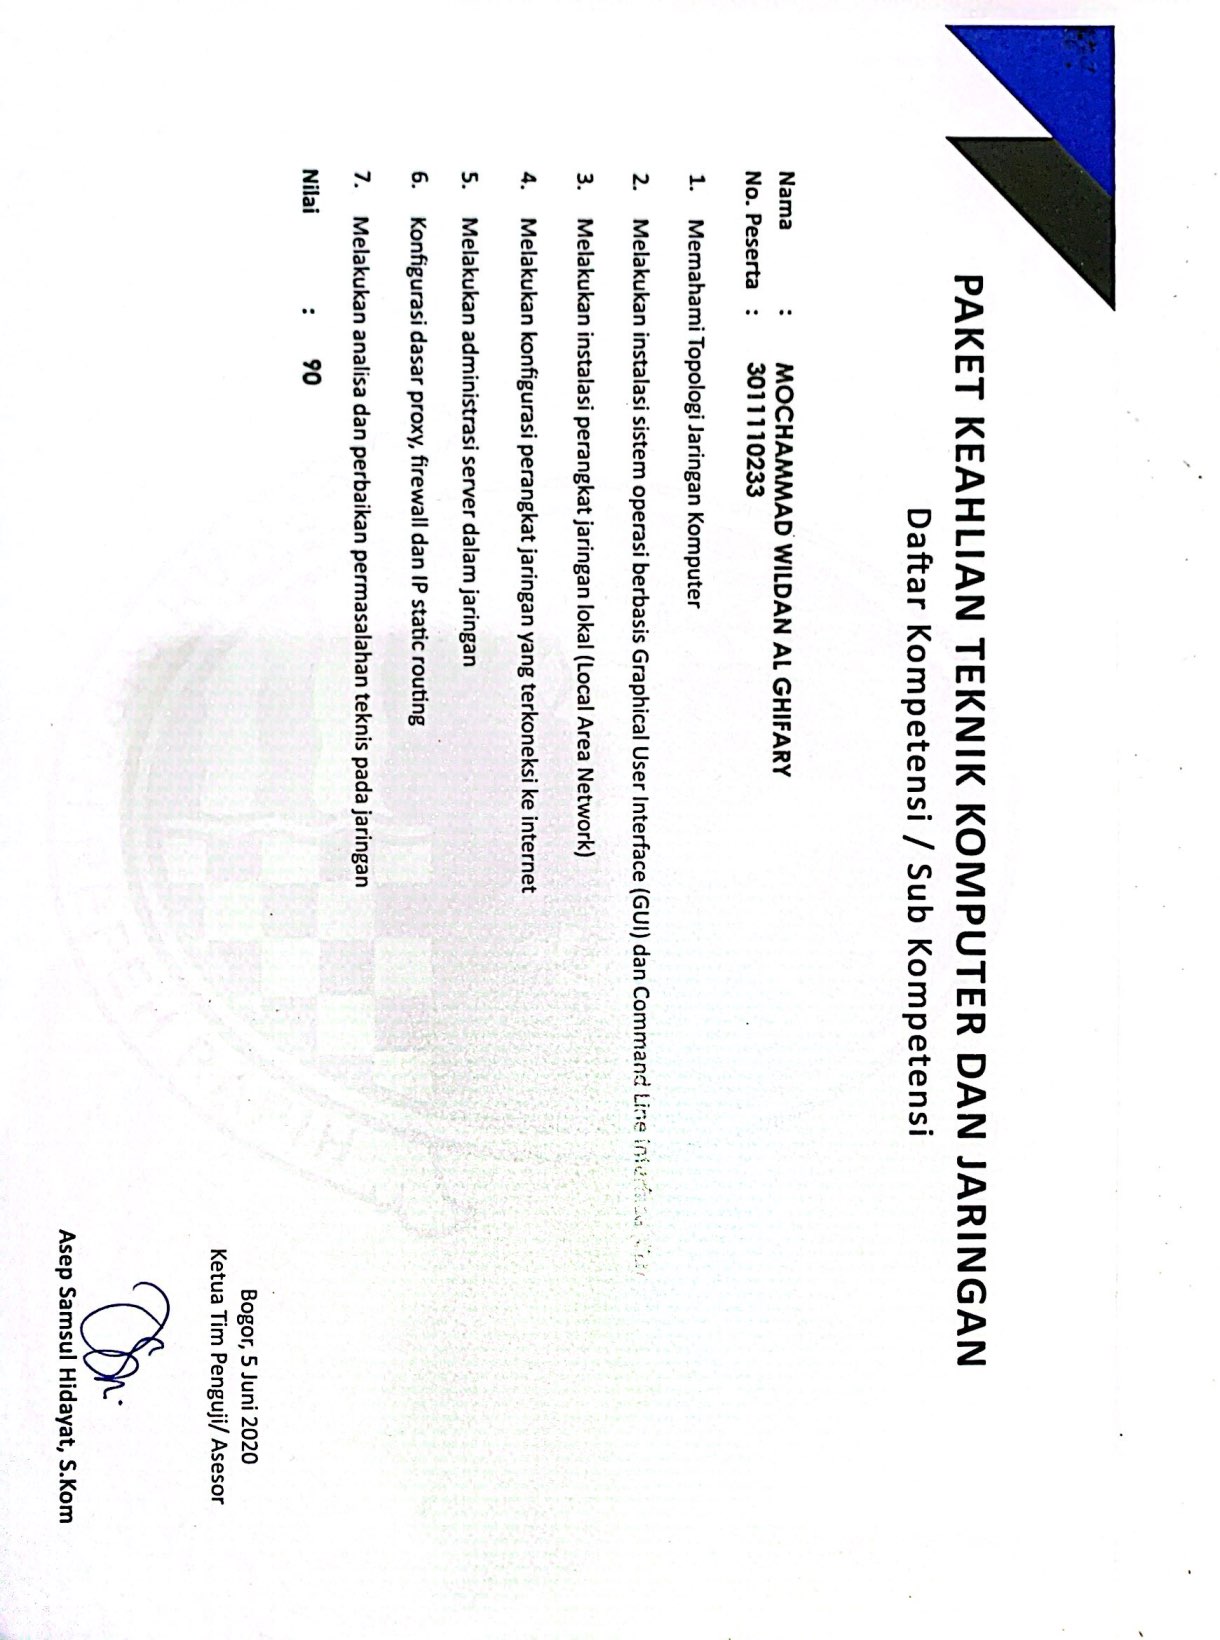 PAKET KEAHLIAN TEKNIK KOMPUTER DAN JARINGAN
Daftar Kompetensi / Sub Kompetensi
Nama : MOCHAMMAD WILDAN AL GHIFARY
No. Peserta : 3011110233
1. Memahami Topologi Jaringan Komputer
2. Melakukan instalasi sistem operasi berbasis Graphical User Interface (GUI) dan Command Line Interface
3. Melakukan instalasi perangkat jaringan lokal (Local Area Network)
4. Melakukan konfigurasi perangkat jaringan yang terkoneksi ke internet
5. Melakukan administrasi server dalam jaringan
6. Konfigurasi dasar proxy, firewall dan IP static routing
7. Melakukan analisa dan perbaikan permasalahan teknis pada jaringan
Nilai : 90
Bogor, 5 Juni 2020
Ketua Tim Penguji/ Asesor
Asep Samsul Hidayat, S.Kom